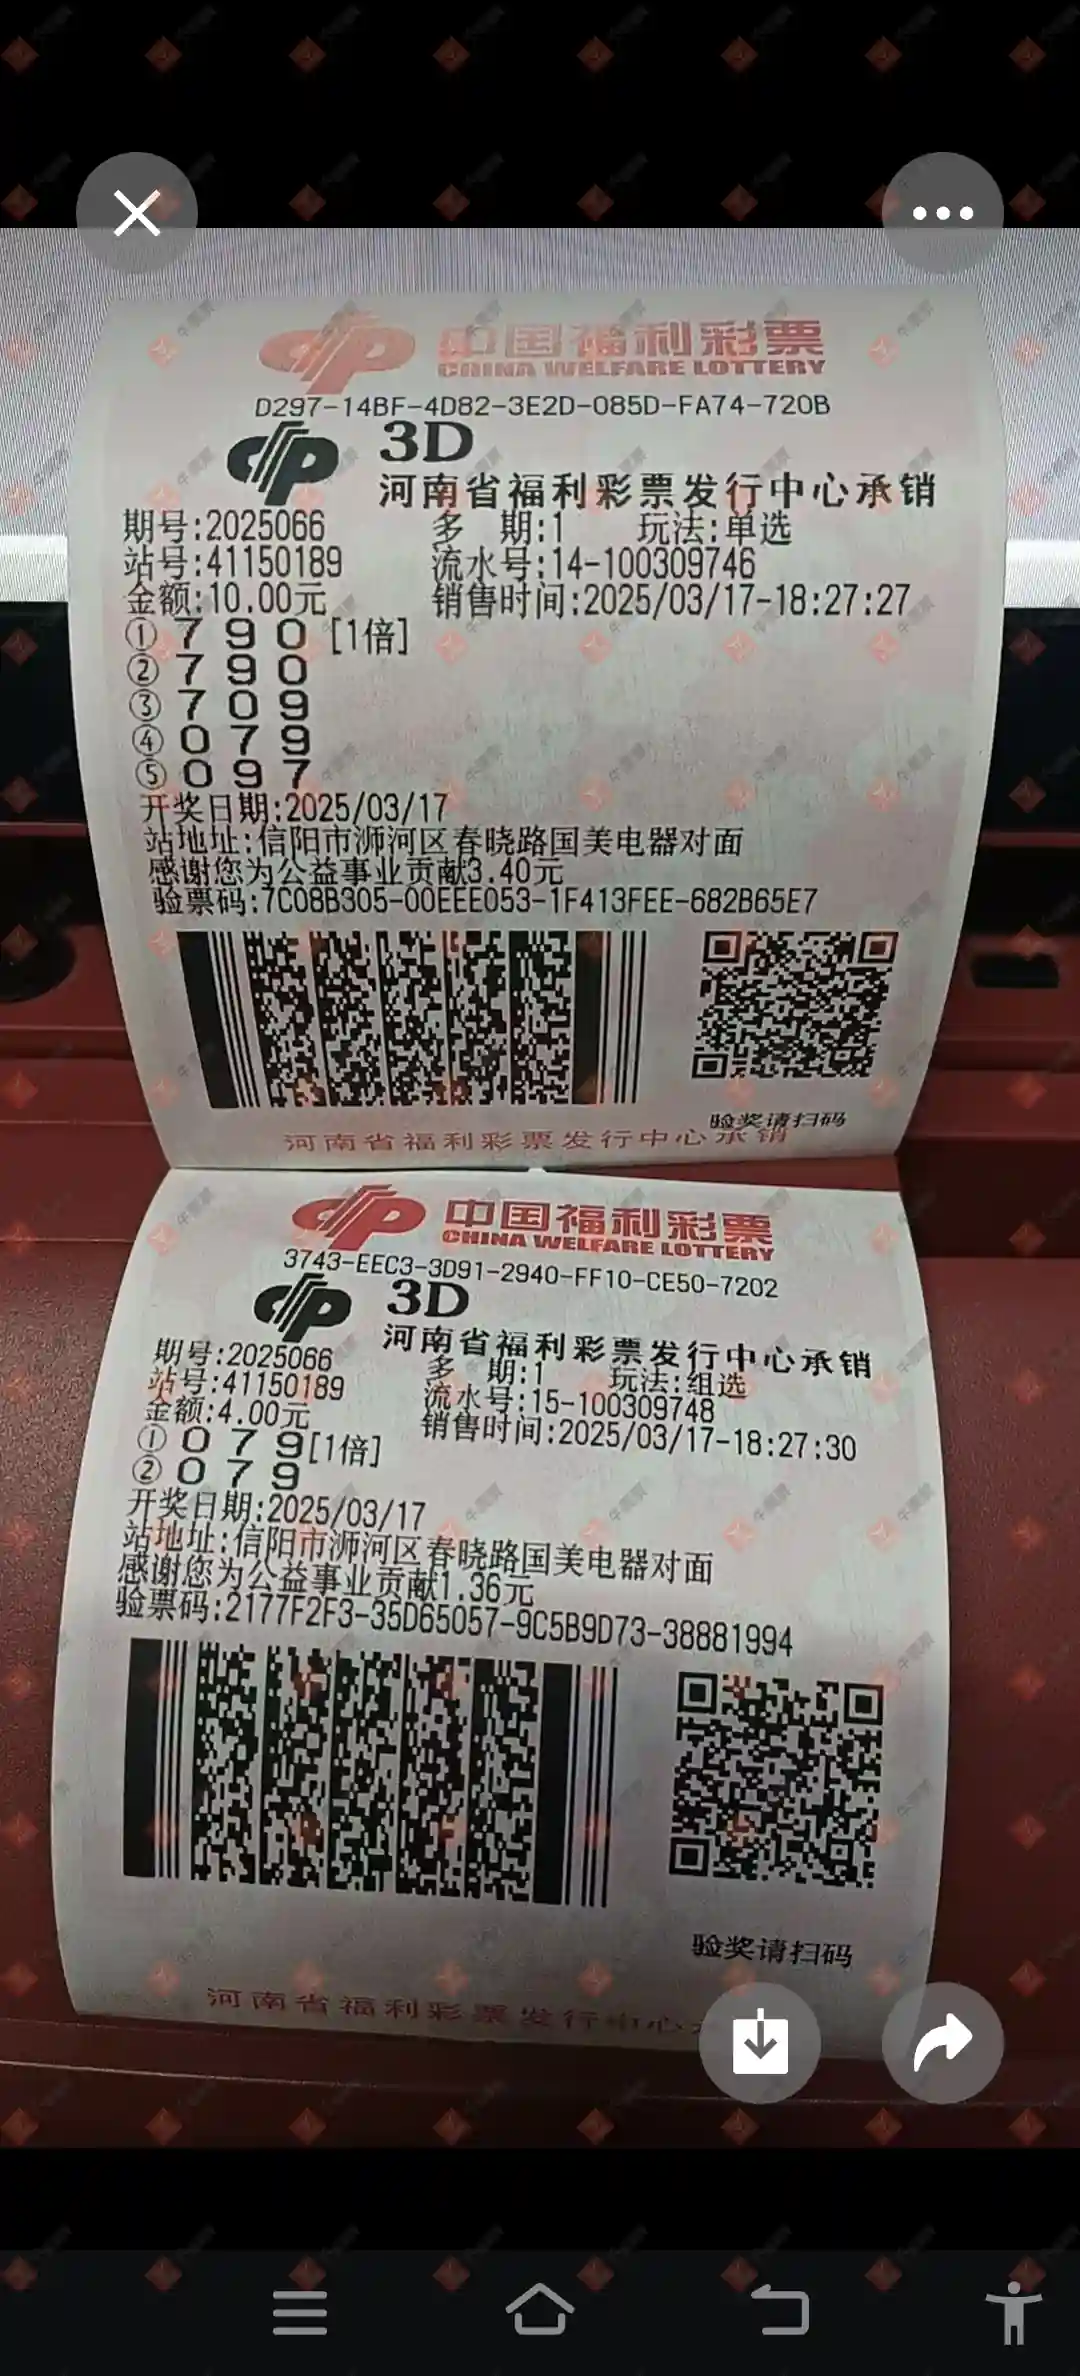 中国福利彩票
CHINA WELFARE LOTTERY
D297-14BF-4D82-3E2D-085D-FA74-720B
3D
河南省福利彩票发行中心承销
期号:2025066 多 期:1 玩法:单选
站号:41150189 流水号:14-100309746
金额:10.00元 销售时间:2025/03/17-18:27:27
① 7 9 0 [1倍]
② 7 9 0
③ 7 0 9
④ 0 7 9
⑤ 0 9 7
开奖日期:2025/03/17
站地址:信阳市浉河区春晓路国美电器对面
感谢您为公益事业贡献3.40元
验票码:7C08B305-00EEE053-1F413FEE-682B65E7
验奖请扫码
河南省福利彩票发行中心承销
中国福利彩票
CHINA WELFARE LOTTERY
3743-EEC3-3D91-2940-FF10-CE50-7202
3D
河南省福利彩票发行中心承销
期号:2025066 多 期:1 玩法:组选
站号:41150189 流水号:15-100309748
金额:4.00元 销售时间:2025/03/17-18:27:30
① 0 7 9 [1倍]
② 0 7 9
开奖日期:2025/03/17
站地址:信阳市浉河区春晓路国美电器对面
感谢您为公益事业贡献1.36元
验票码:2177F2F3-35D65057-9C5B9D73-38881994
验奖请扫码
河南省福利彩票发行中心